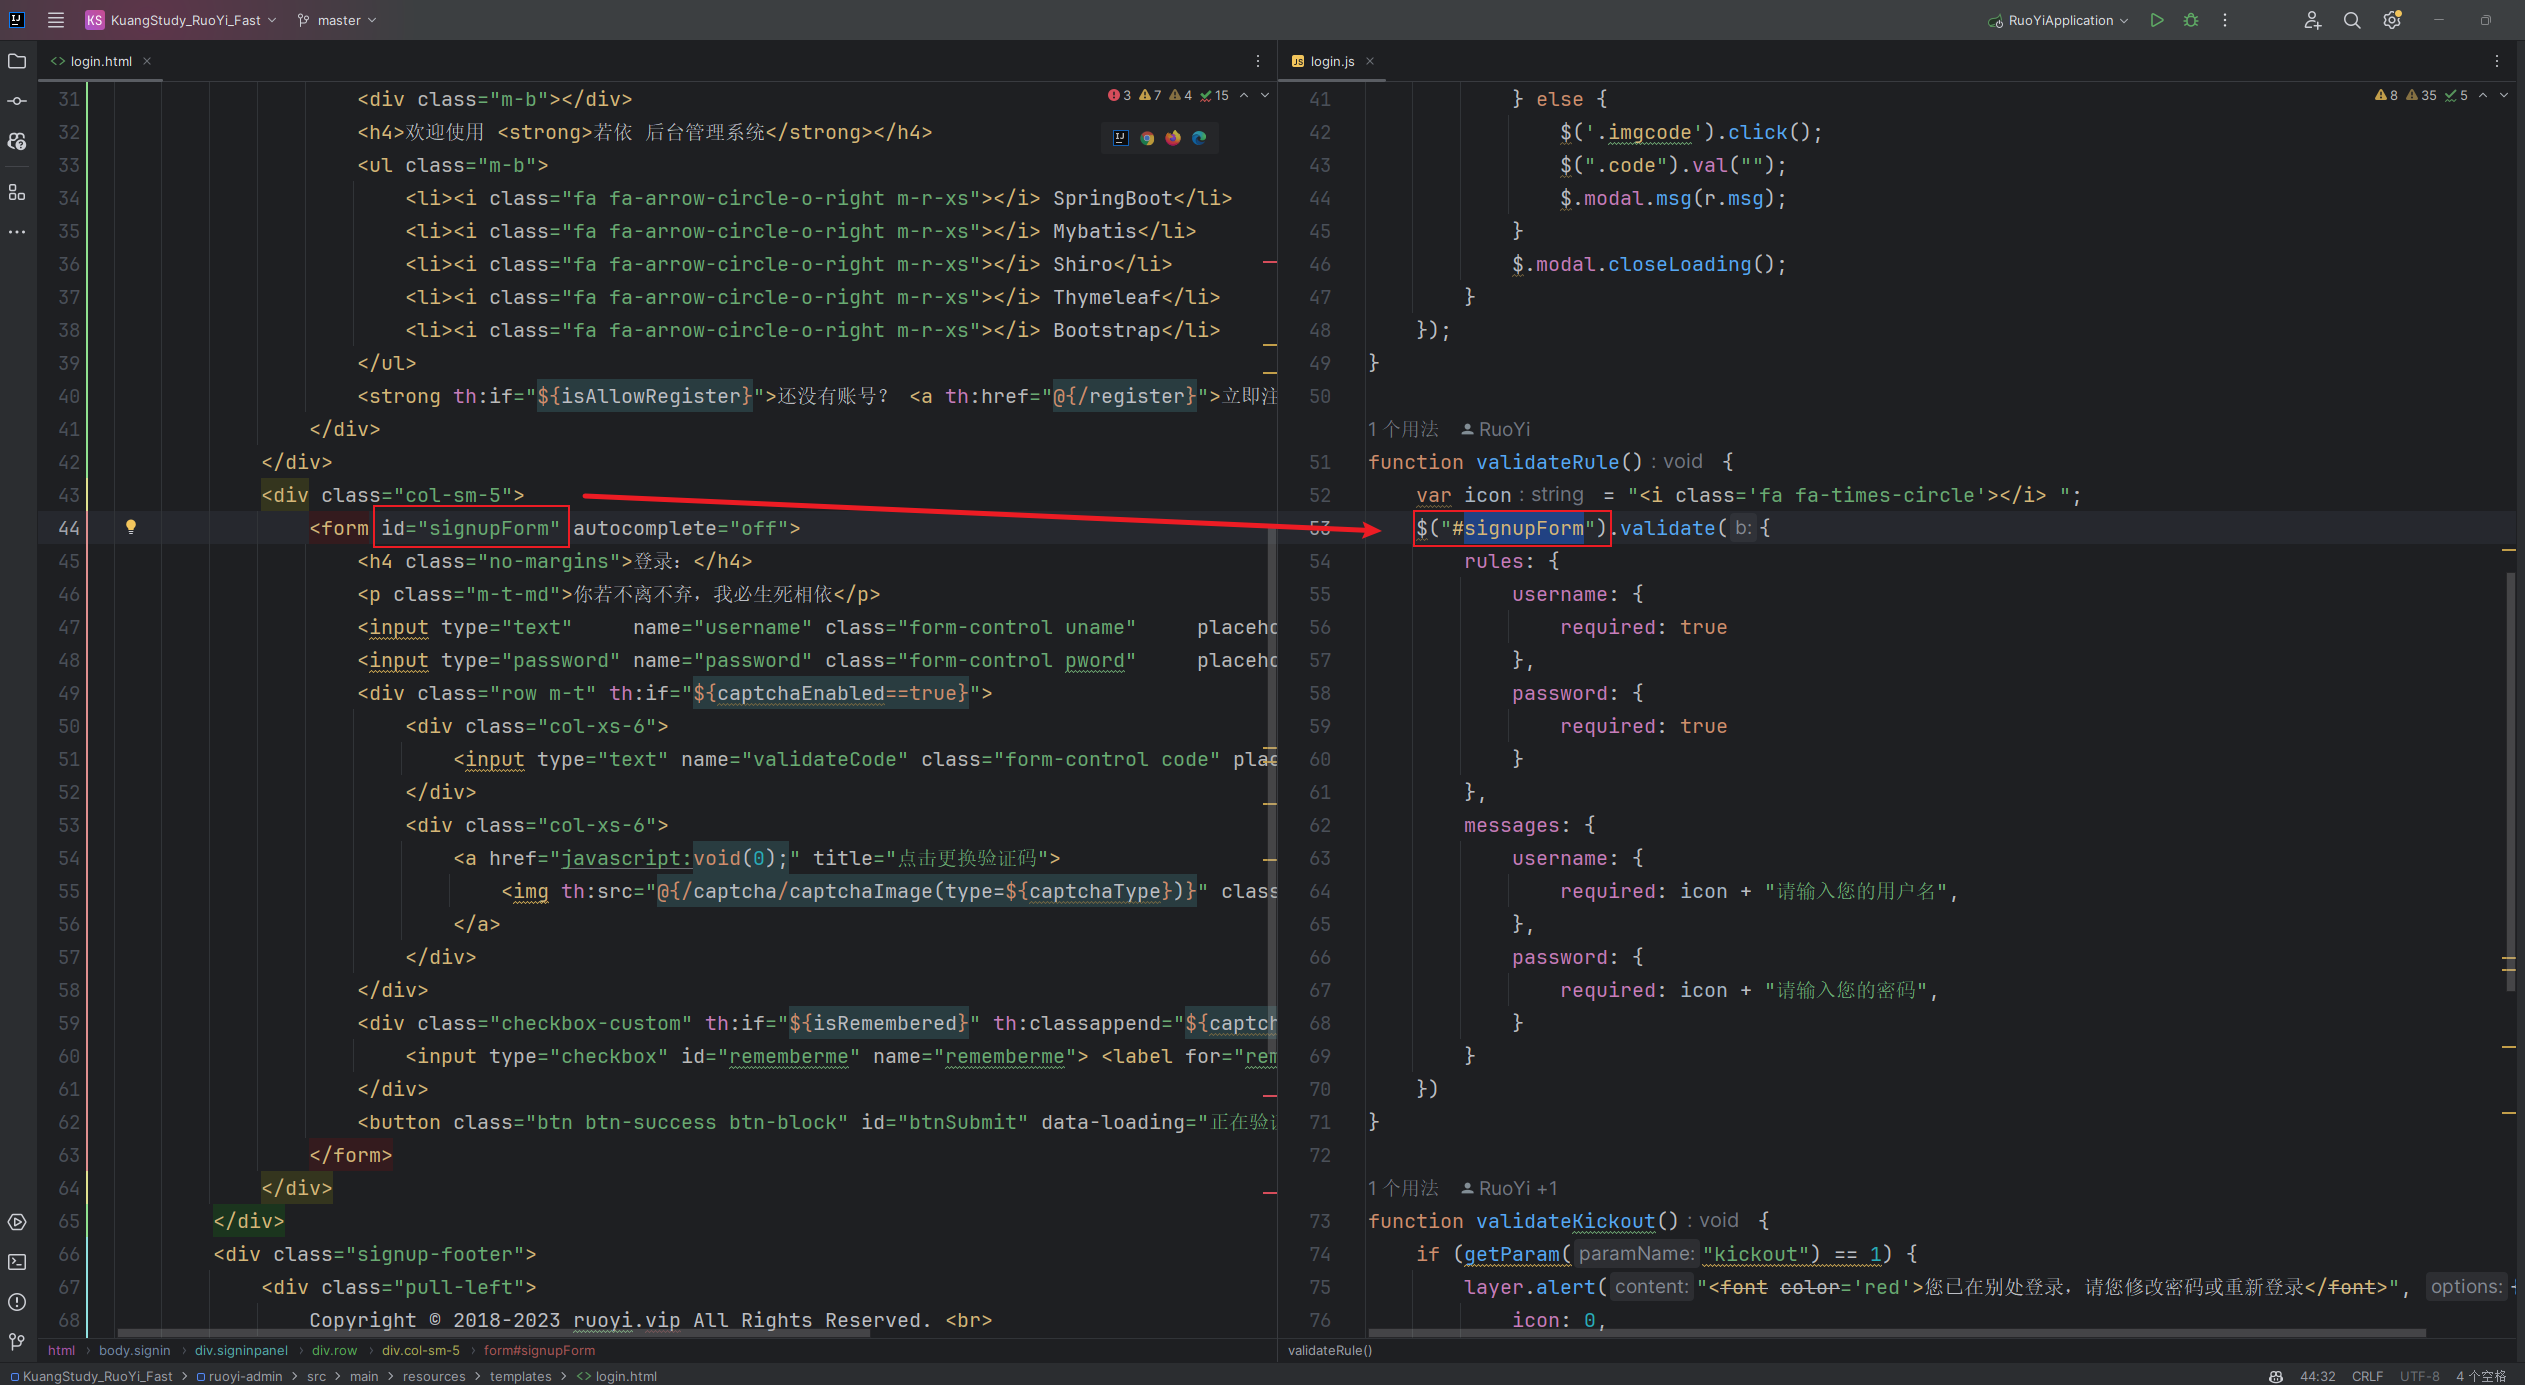 KS KuangStudy_RuoYi_Fast master RuoYiApplication
login.html
login.js
3 7 4 15
8 35 5
31 <div class="m-b"></div>
32 <h4>欢迎使用 <strong>若依 后台管理系统</strong></h4>
33 <ul class="m-b">
34 <li><i class="fa fa-arrow-circle-o-right m-r-xs"></i> SpringBoot</li>
35 <li><i class="fa fa-arrow-circle-o-right m-r-xs"></i> Mybatis</li>
36 <li><i class="fa fa-arrow-circle-o-right m-r-xs"></i> Shiro</li>
37 <li><i class="fa fa-arrow-circle-o-right m-r-xs"></i> Thymeleaf</li>
38 <li><i class="fa fa-arrow-circle-o-right m-r-xs"></i> Bootstrap</li>
39 </ul>
40 <strong th:if="${isAllowRegister}">还没有账号？ <a th:href="@{/register}">立即注
41 </div>
42 </div>
43 <div class="col-sm-5">
44 <form id="signupForm" autocomplete="off">
45 <h4 class="no-margins">登录：</h4>
46 <p class="m-t-md">你若不离不弃，我必生死相依</p>
47 <input type="text" name="username" class="form-control uname" placeho
48 <input type="password" name="password" class="form-control pword" placeho
49 <div class="row m-t" th:if="${captchaEnabled==true}">
50 <div class="col-xs-6">
51 <input type="text" name="validateCode" class="form-control code" plac
52 </div>
53 <div class="col-xs-6">
54 <a href="javascript:void(0);" title="点击更换验证码">
55 <img th:src="@{/captcha/captchaImage(type=${captchaType})}" class
56 </a>
57 </div>
58 </div>
59 <div class="checkbox-custom" th:if="${isRemembered}" th:classappend="${captch
60 <input type="checkbox" id="rememberme" name="rememberme"> <label for="rem
61 </div>
62 <button class="btn btn-success btn-block" id="btnSubmit" data-loading="正在验
63 </form>
64 </div>
65 </div>
66 <div class="signup-footer">
67 <div class="pull-left">
68 Copyright © 2018-2023 ruoyi.vip All Rights Reserved. <br>
41 } else {
42 $('.imgcode').click();
43 $(".code").val("");
44 $.modal.msg(r.msg);
45 }
46 $.modal.closeLoading();
47 }
48 });
49 }
50
1 个用法 RuoYi
51 function validateRule() : void {
52 var icon : string = "<i class='fa fa-times-circle'></i> ";
53 $("#signupForm").validate( b: {
54 rules: {
55 username: {
56 required: true
57 },
58 password: {
59 required: true
60 }
61 },
62 messages: {
63 username: {
64 required: icon + "请输入您的用户名",
65 },
66 password: {
67 required: icon + "请输入您的密码",
68 }
69 }
70 })
71 }
72
1 个用法 RuoYi +1
73 function validateKickout() : void {
74 if (getParam( paramName: "kickout") == 1) {
75 layer.alert( content: "<font color='red'>您已在别处登录，请您修改密码或重新登录</font>", options: {
76 icon: 0,
html › body.signin › div.signinpanel › div.row › div.col-sm-5 › form#signupForm
validateRule()
KuangStudy_RuoYi_Fast › ruoyi-admin › src › main › resources › templates › login.html
44:32 CRLF UTF-8 4 个空格